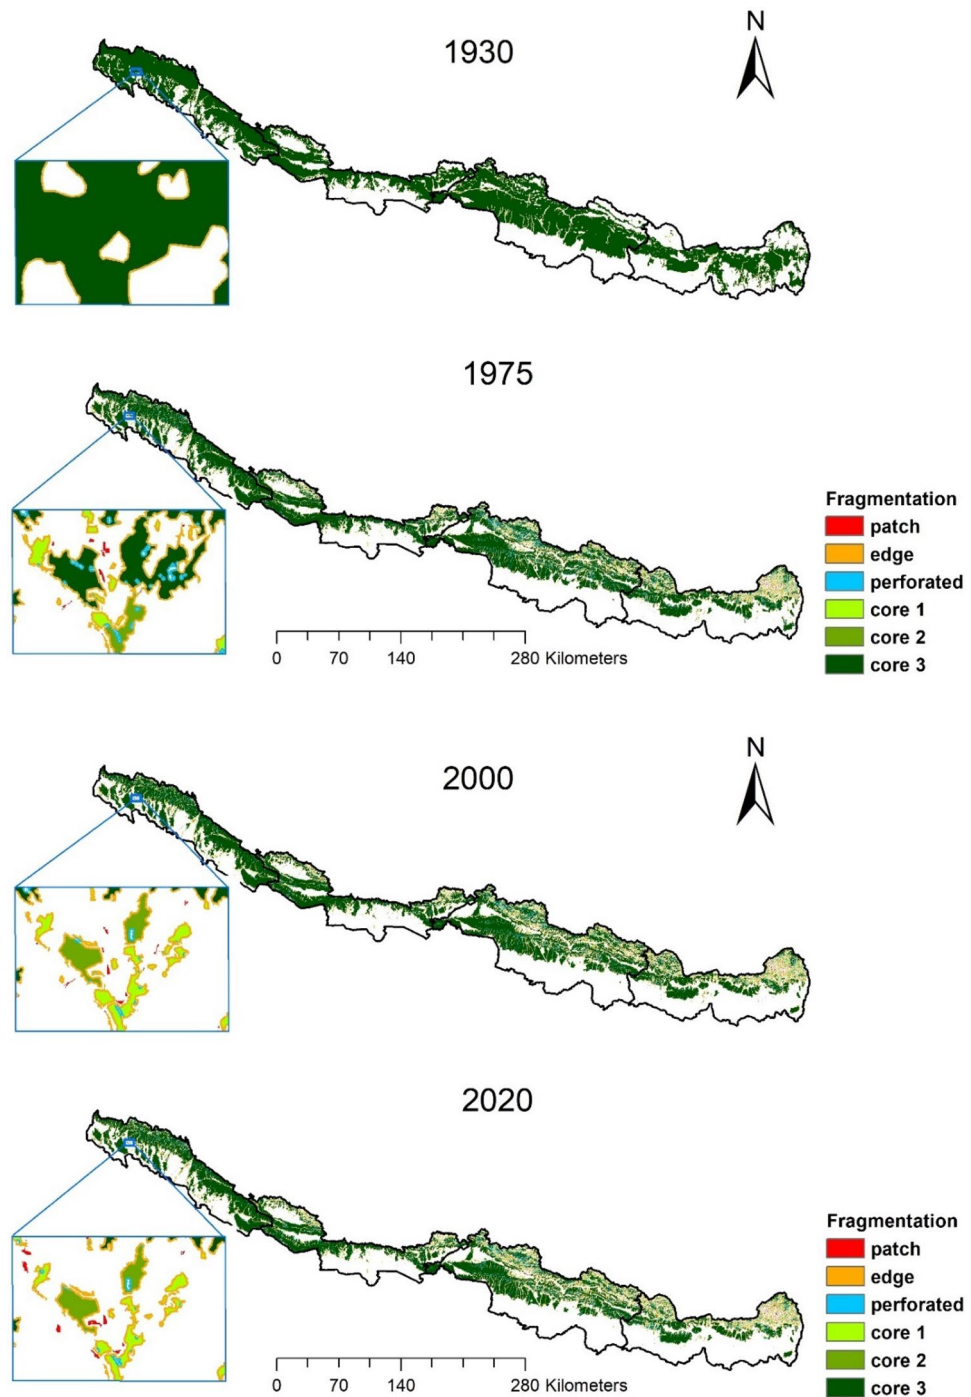 1930
N
1975
Fragmentation
patch
edge
perforated
core 1
core 2
core 3
0 70 140 280 Kilometers
2000
N
2020
Fragmentation
patch
edge
perforated
core 1
core 2
core 3
0 70 140 280 Kilometers